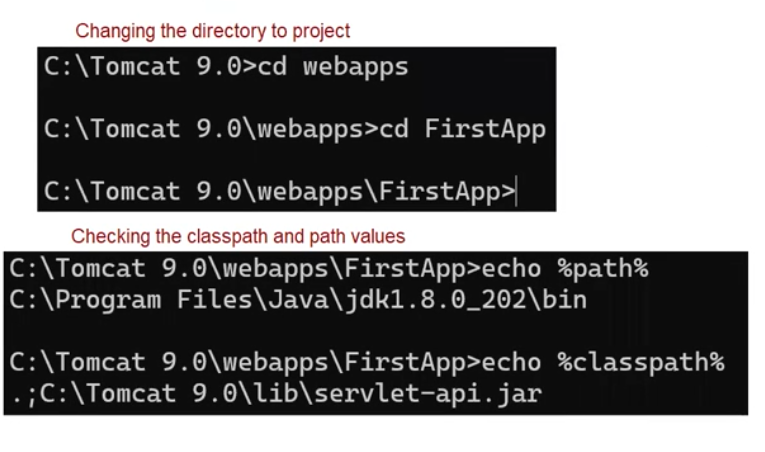 Changing the directory to project
C:\Tomcat 9.0>cd webapps
C:\Tomcat 9.0\webapps>cd FirstApp
C:\Tomcat 9.0\webapps\FirstApp>
Checking the classpath and path values
C:\Tomcat 9.0\webapps\FirstApp>echo %path%
C:\Program Files\Java\jdk1.8.0_202\bin
C:\Tomcat 9.0\webapps\FirstApp>echo %classpath%
.;C:\Tomcat 9.0\lib\servlet-api.jar